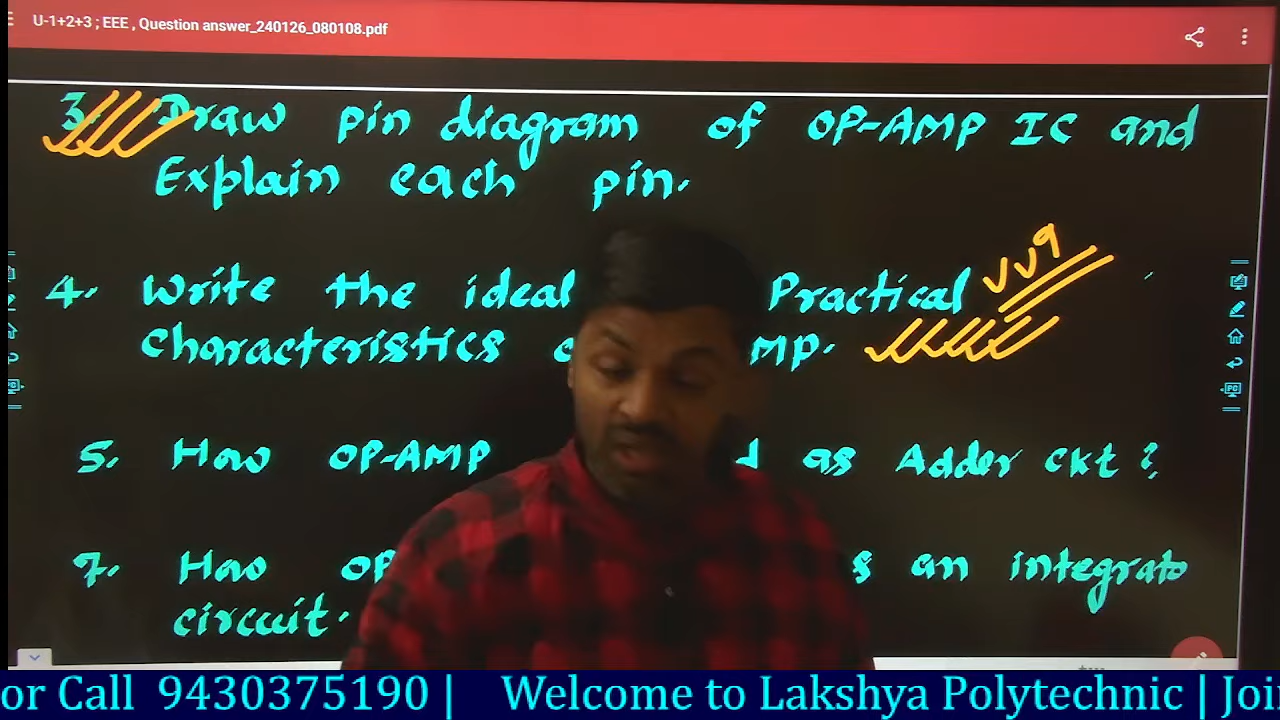 U-1+2+3 ; EEE , Question answer_240126_080108.pdf
3. Draw pin diagram of OP-AMP IC and
Explain each pin.
4. Write the ideal Practical vvq
characteristics MP.
5. How OP-AMP as Adder ckt ?
7. How OP an integrato
circuit.
or Call 9430375190 | Welcome to Lakshya Polytechnic | Joi